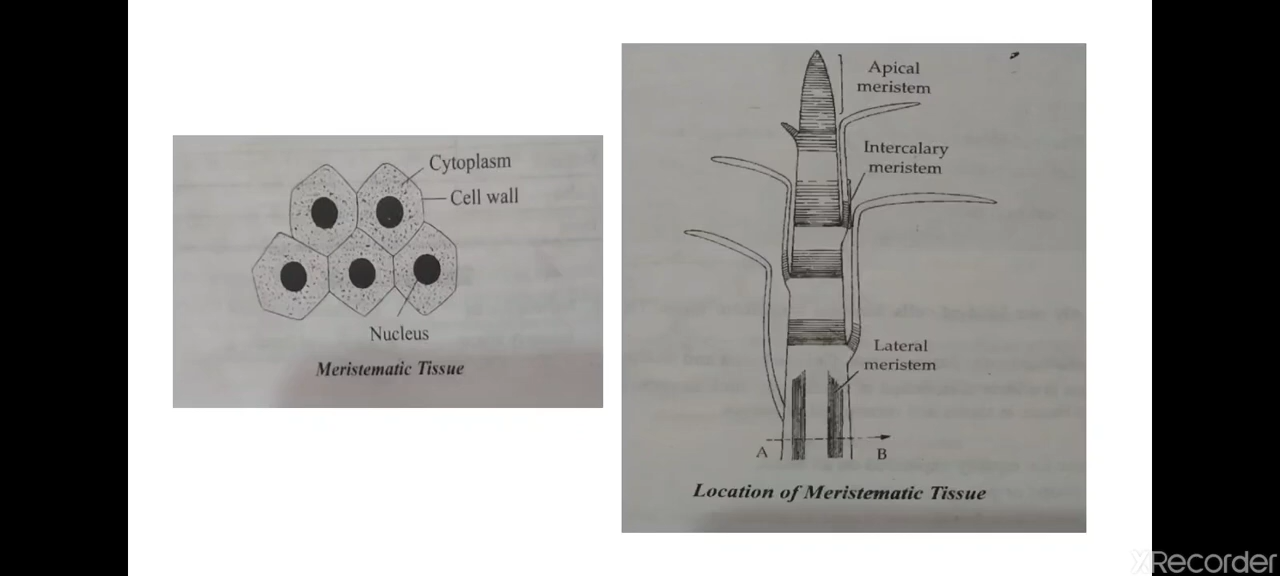 Cytoplasm
Cell wall
Nucleus
Meristematic Tissue
Apical
meristem
Intercalary
meristem
Lateral
meristem
A
B
Location of Meristematic Tissue
XRecorder